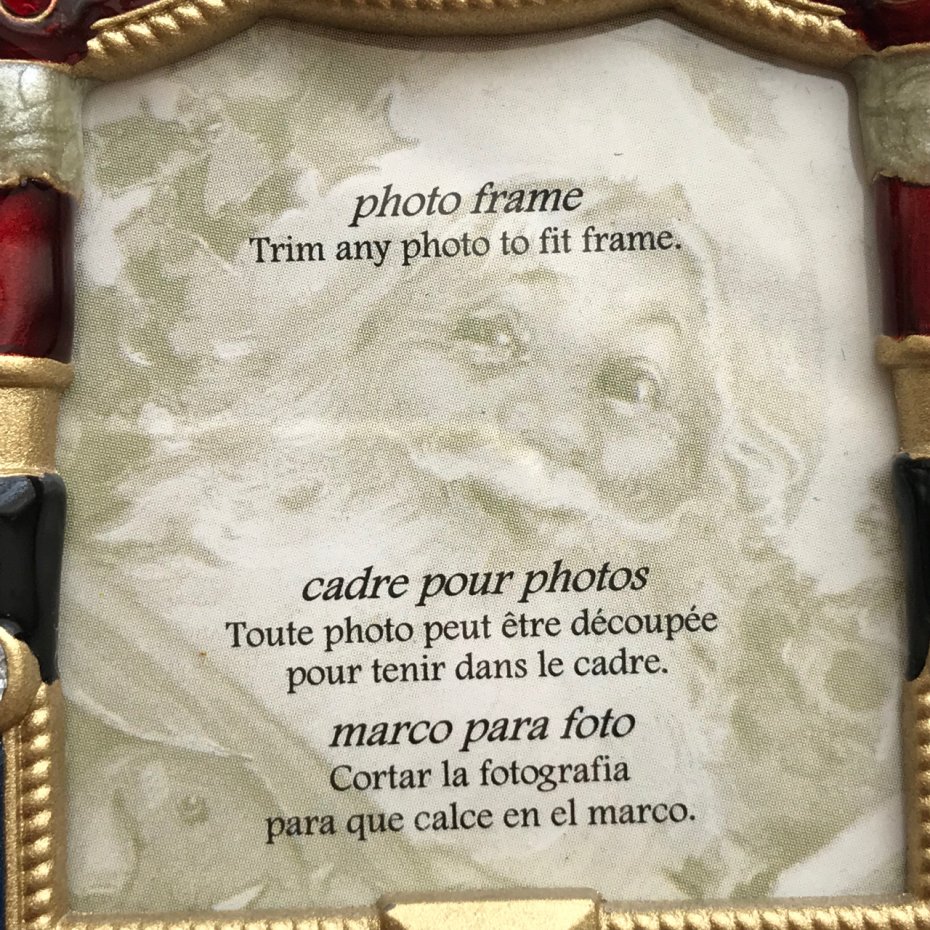 photo frame
Trim any photo to fit frame.
cadre pour photos
Toute photo peut être découpée
pour tenir dans le cadre.
marco para foto
Cortar la fotografia
para que calce en el marco.